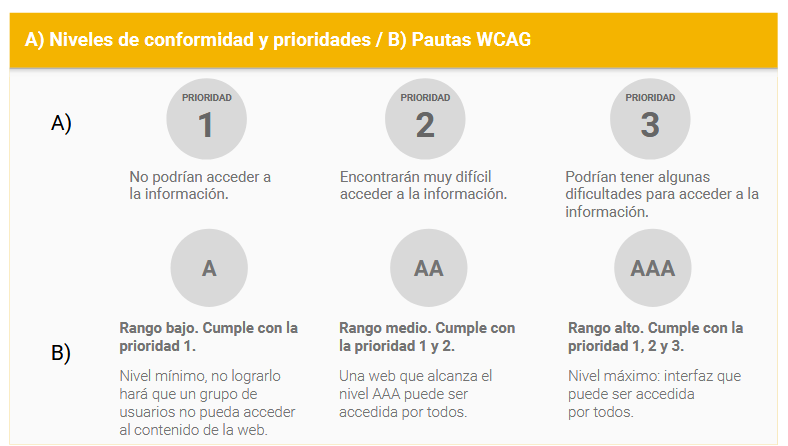 A) Niveles de conformidad y prioridades / B) Pautas WCAG
A)
PRIORIDAD
1
No podrían acceder a
la información.
PRIORIDAD
2
Encontrarán muy difícil
acceder a la información.
PRIORIDAD
3
Podrían tener algunas
dificultades para acceder a la
información.
B)
A
Rango bajo. Cumple con la
prioridad 1.
Nivel mínimo, no lograrlo
hará que un grupo de
usuarios no pueda acceder
al contenido de la web.
AA
Rango medio. Cumple con
la prioridad 1 y 2.
Una web que alcanza el
nivel AAA puede ser
accedida por todos.
AAA
Rango alto. Cumple con la
prioridad 1, 2 y 3.
Nivel máximo: interfaz que
puede ser accedida
por todos.